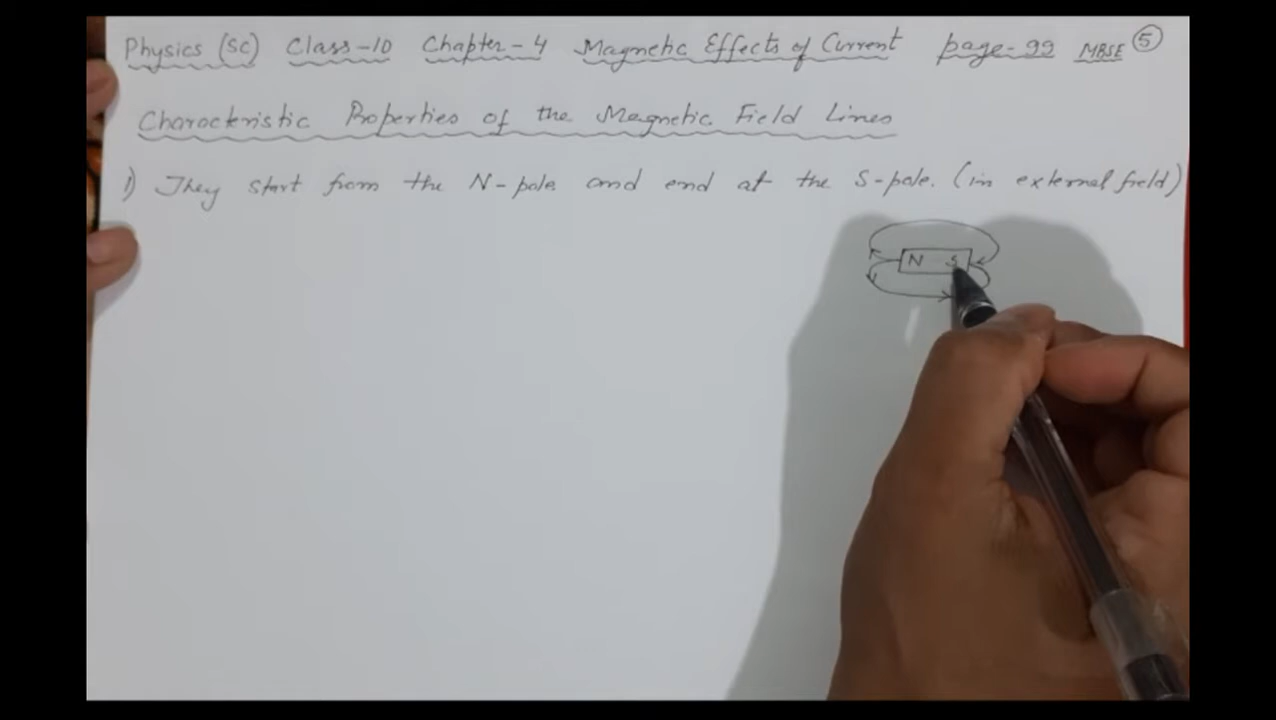 Physics (SC) Class-10 Chapter-4 Magnetic Effects of Current page-99 MBSE 5
Charackristic Properties of the Magnetic Field Lines
1) They start from the N-pole and end at the S-pole. (in external field)
N S